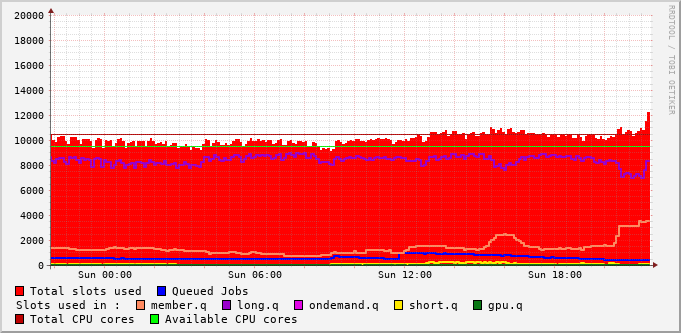 RRDTOOL / TOBI OETIKER
20000
18000
16000
14000
12000
10000
8000
6000
4000
2000
0
Sun 00:00 Sun 06:00 Sun 12:00 Sun 18:00
Total slots used Queued Jobs
Slots used in : member.q long.q ondemand.q short.q gpu.q
Total CPU cores Available CPU cores